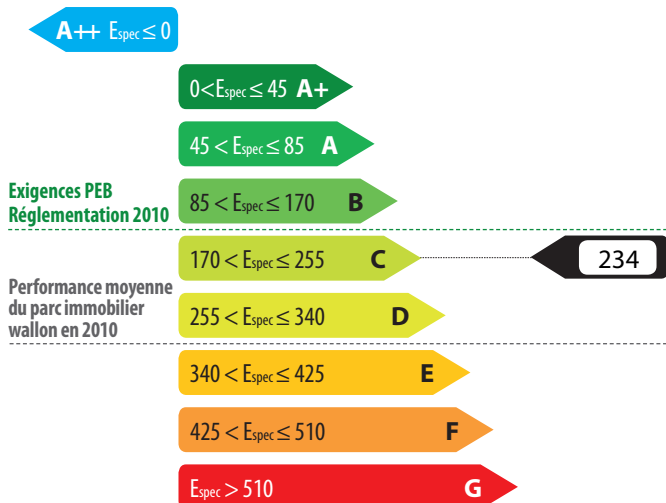 A++ Espec ≤ 0
0<Espec ≤ 45 A+
45 < Espec ≤ 85 A
Exigences PEB
Réglementation 2010
85 < Espec ≤ 170 B
170 < Espec ≤ 255 C
234
Performance moyenne
du parc immobilier
wallon en 2010
255 < Espec ≤ 340 D
340 < Espec ≤ 425 E
425 < Espec ≤ 510 F
Espec > 510 G